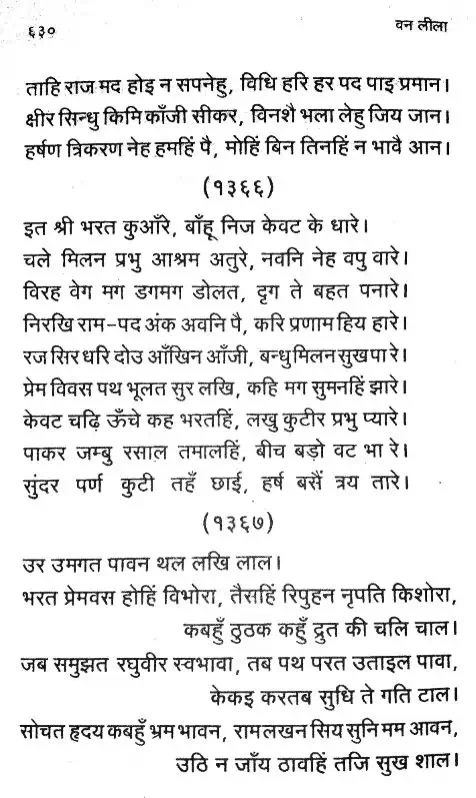 ६३०
वन लीला
ताहि राज मद होइ न सपनेहु, विधि हरि हर पद पाइ प्रमान।
क्षीर सिन्धु किमि काँजी सीकर, विनशै भला लेहु जिय जान।
हर्षण त्रिकरण नेह हमहिं पै, मोहिं बिन तिनहिं न भावै आन।
(१३६६)
इत श्री भरत कुआँरे, बाँहू निज केवट के धारे।
चले मिलन प्रभु आश्रम अतुरे, नवनि नेह वपु वारे।
विरह वेग मग डगमग डोलत, दृग ते बहत पनारे।
निरखि राम-पद अंक अवनि पै, करि प्रणाम हिय हारे।
रज सिर धरि दोउ आँखिन आँजी, बन्धु मिलन सुख पा रे।
प्रेम विवस पथ भूलत सुर लखि, कहि मग सुमनहिं झारे।
केवट चढ़ि ऊँचे कह भरतहिं, लखु कुटीर प्रभु प्यारे।
पाकर जम्बु रसाल तमालहिं, बीच बड़ो वट भा रे।
सुंदर पर्ण कुटी तहँ छाई, हर्ष बसैं त्रय तारे।
(१३६७)
उर उमगत पावन थल लखि लाल।
भरत प्रेमवस होहिं विभोरा, तैसहिं रिपुहन नृपति किशोरा,
कबहुँ ठुठक कहुँ द्रुत की चलि चाल।
जब समुझत रघुवीर स्वभावा, तब पथ परत उताइल पावा,
केकइ करतब सुधि ते गति टाल।
सोचत हृदय कबहुँ भ्रम भावन, राम लखन सिय सुनि मम आवन,
उठि न जाँय ठावहिं तजि सुख शाल।